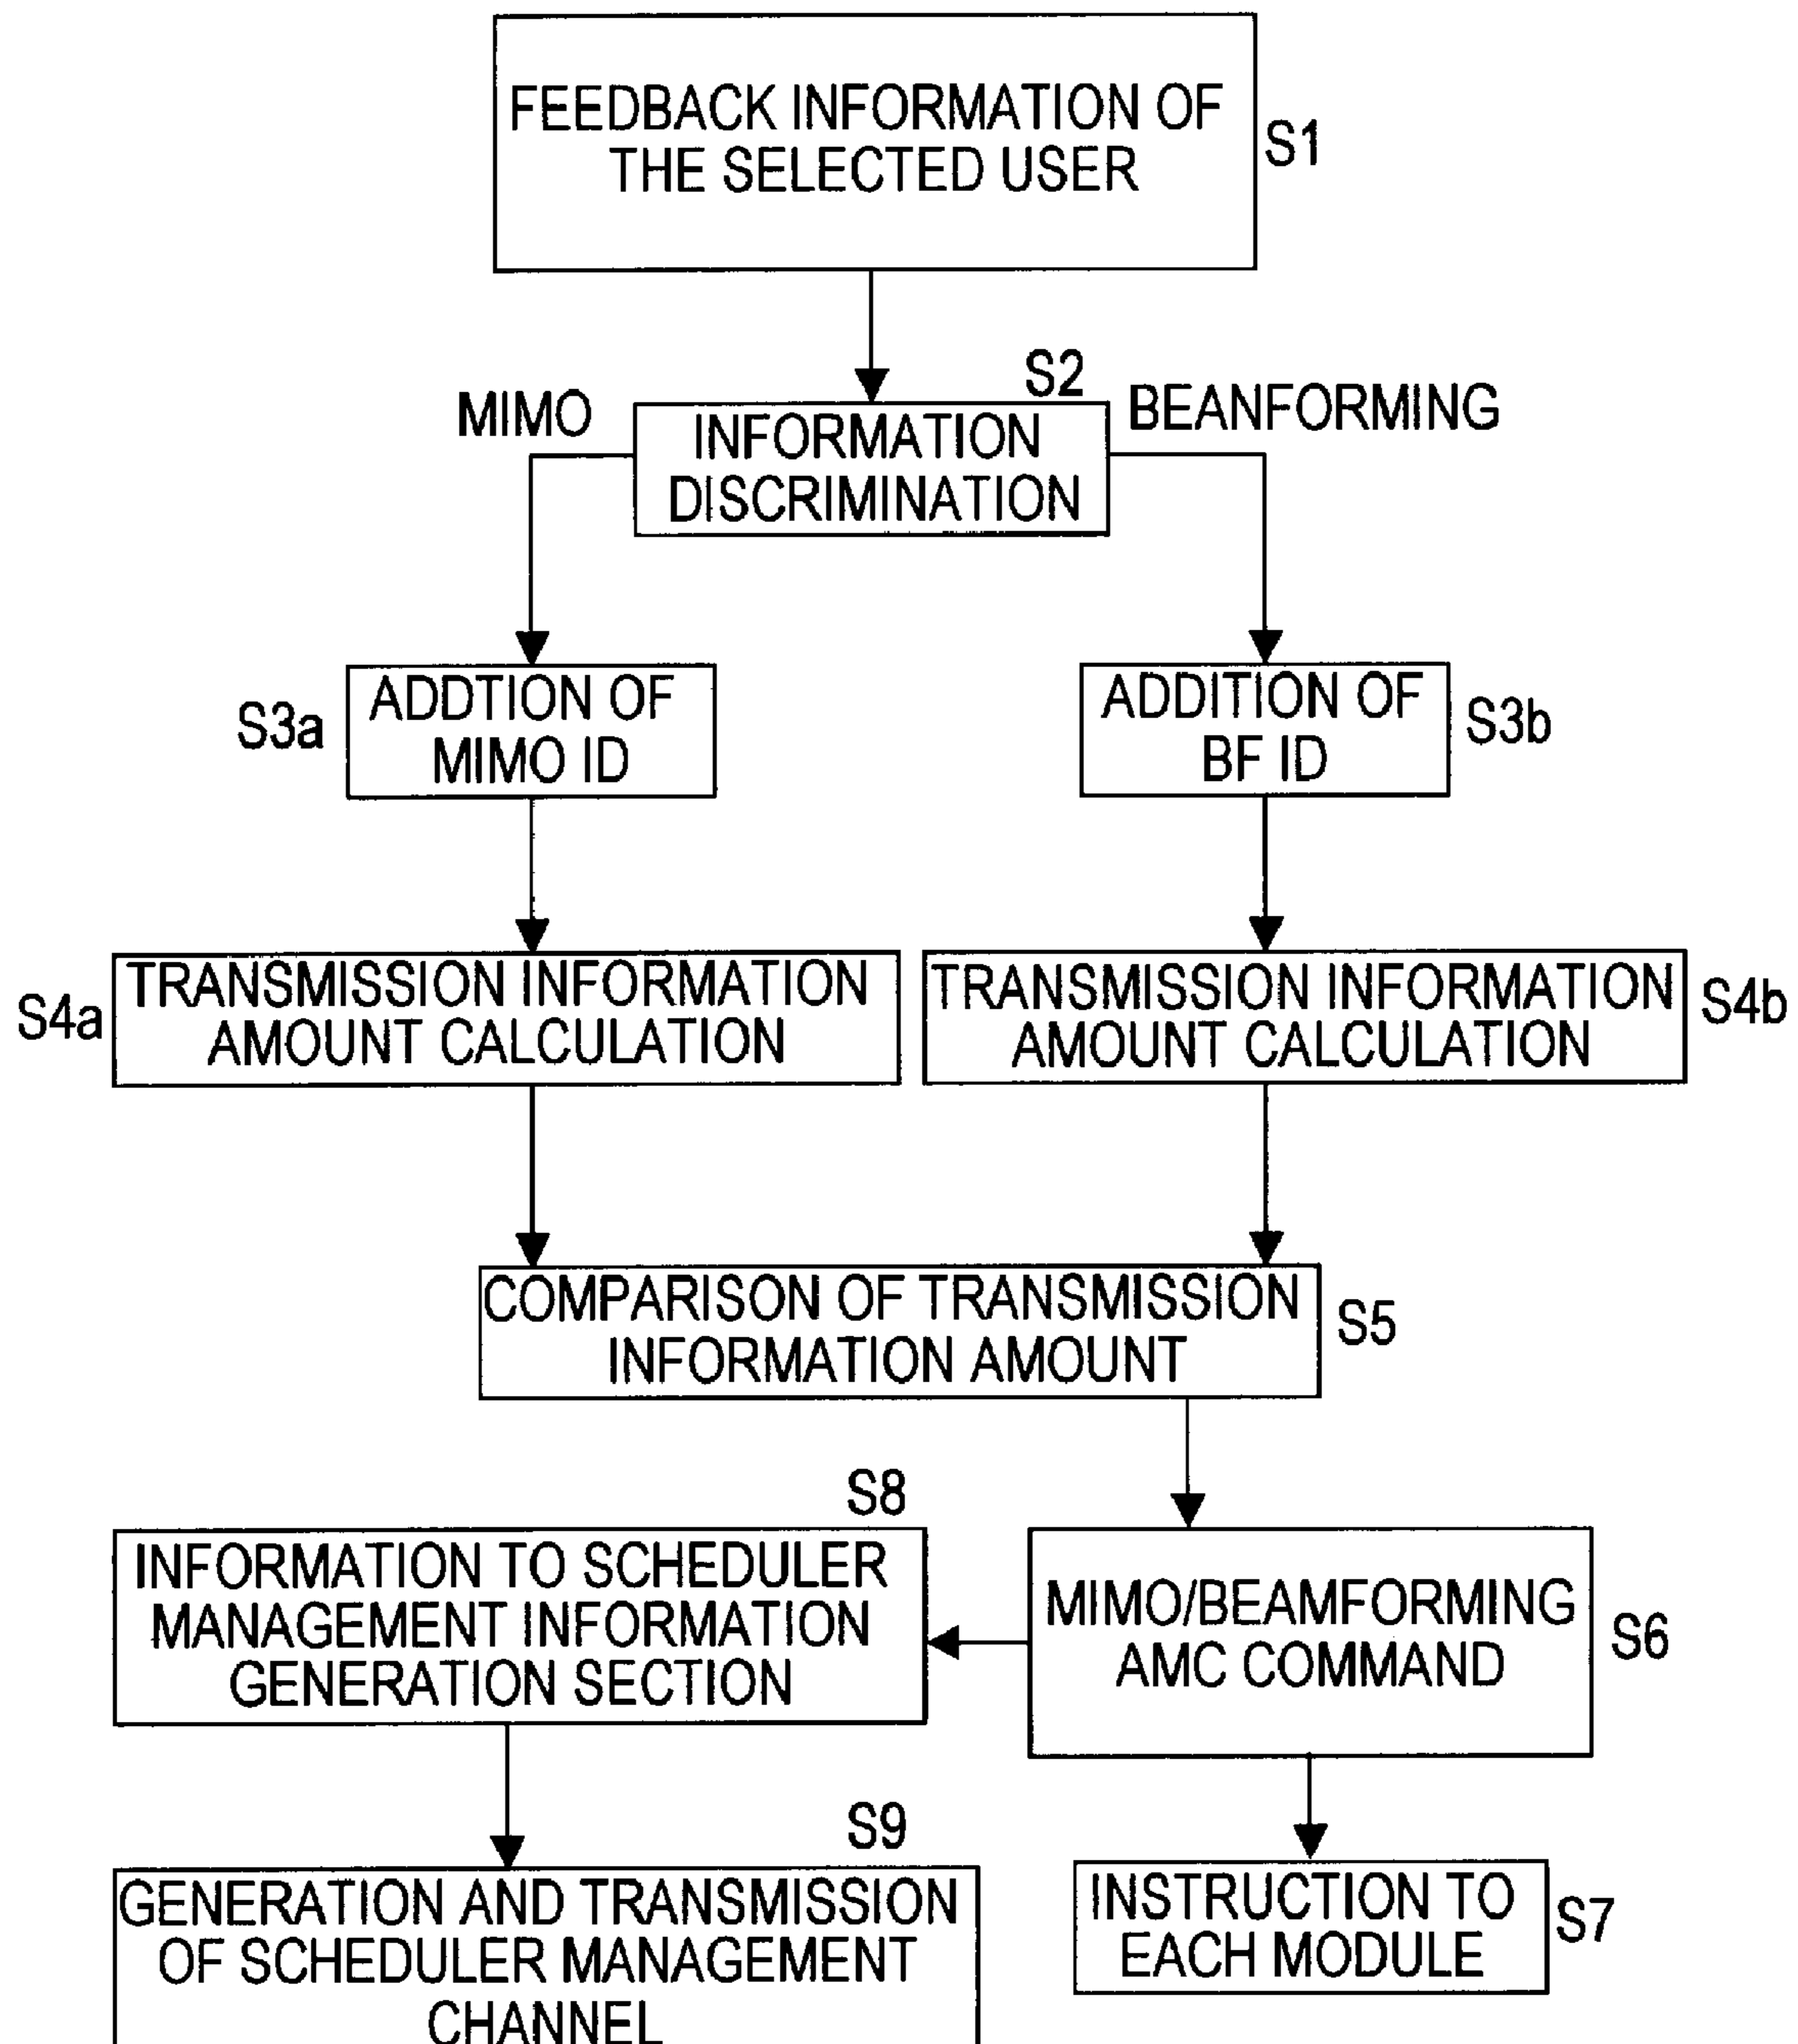 FEEDBACK INFORMATION OF
THE SELECTED USER
S1
S2
MIMO
BEANFORMING
INFORMATION
DISCRIMINATION
S3a
ADDTION OF
MIMO ID
ADDITION OF
BF ID
S3b
S4a
TRANSMISSION INFORMATION
AMOUNT CALCULATION
TRANSMISSION INFORMATION
AMOUNT CALCULATION
S4b
COMPARISON OF TRANSMISSION
INFORMATION AMOUNT
S5
S8
INFORMATION TO SCHEDULER
MANAGEMENT INFORMATION
GENERATION SECTION
MIMO/BEAMFORMING
AMC COMMAND
S6
S9
GENERATION AND TRANSMISSION
OF SCHEDULER MANAGEMENT
CHANNEL
INSTRUCTION TO
EACH MODULE
S7